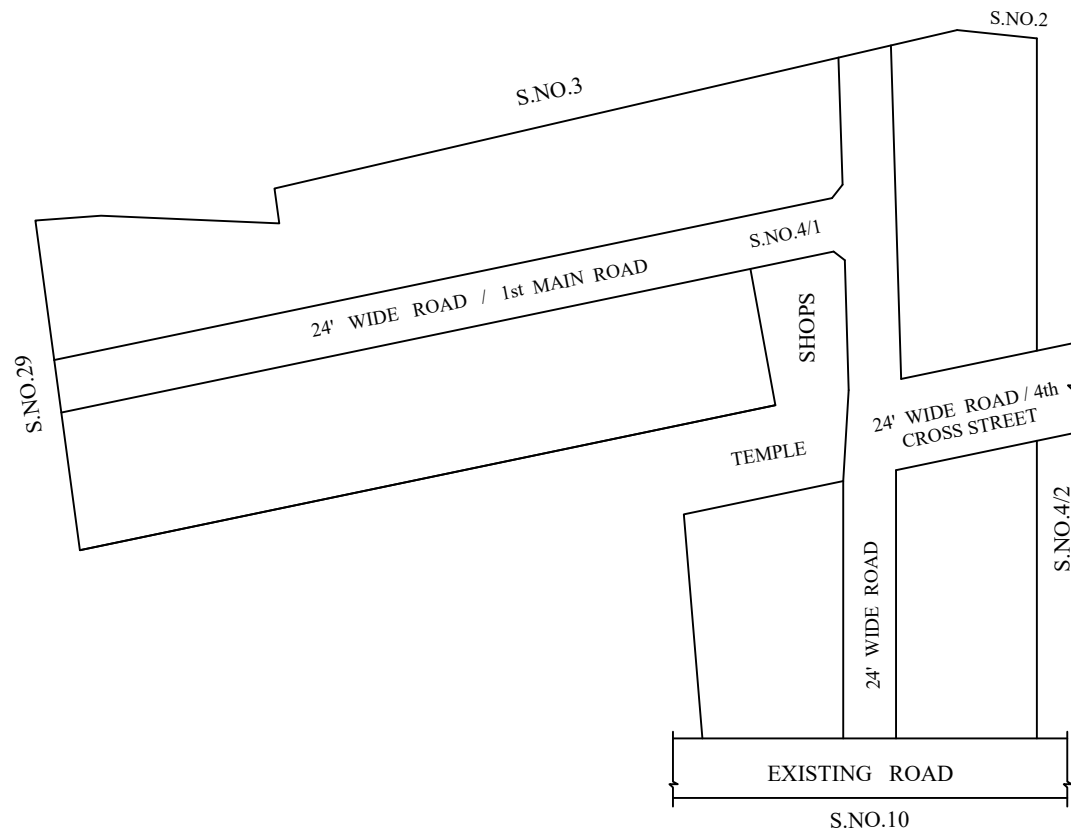 S.NO.2
S.NO.3
S.NO.4/1
24' WIDE ROAD / 1st MAIN ROAD
SHOPS
S.NO.29
24' WIDE ROAD / 4th
CROSS STREET
TEMPLE
S.NO.4/2
24' WIDE ROAD
EXISTING ROAD
S.NO.10